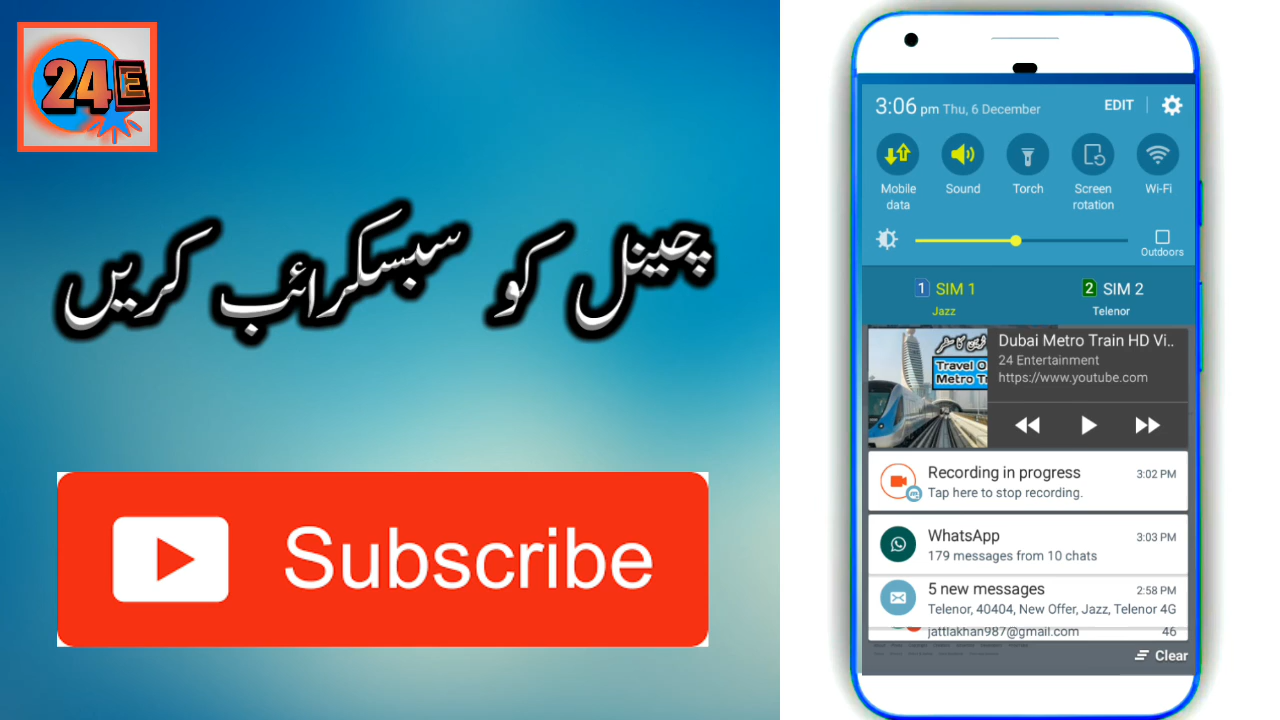 24E
چینل کو سبسکرائب کریں
Subscribe
3:06 pm Thu, 6 December
EDIT
Mobile data
Sound
Torch
Screen rotation
Wi-Fi
Outdoors
1 SIM 1
Jazz
2 SIM 2
Telenor
Travel O
Metro T
Dubai Metro Train HD Vi..
24 Entertainment
https://www.youtube.com
Recording in progress 3:02 PM
Tap here to stop recording.
WhatsApp 3:03 PM
179 messages from 10 chats
5 new messages 2:58 PM
Telenor, 40404, New Offer, Jazz, Telenor 4G
jattlakhan987@gmail.com 46
Clear